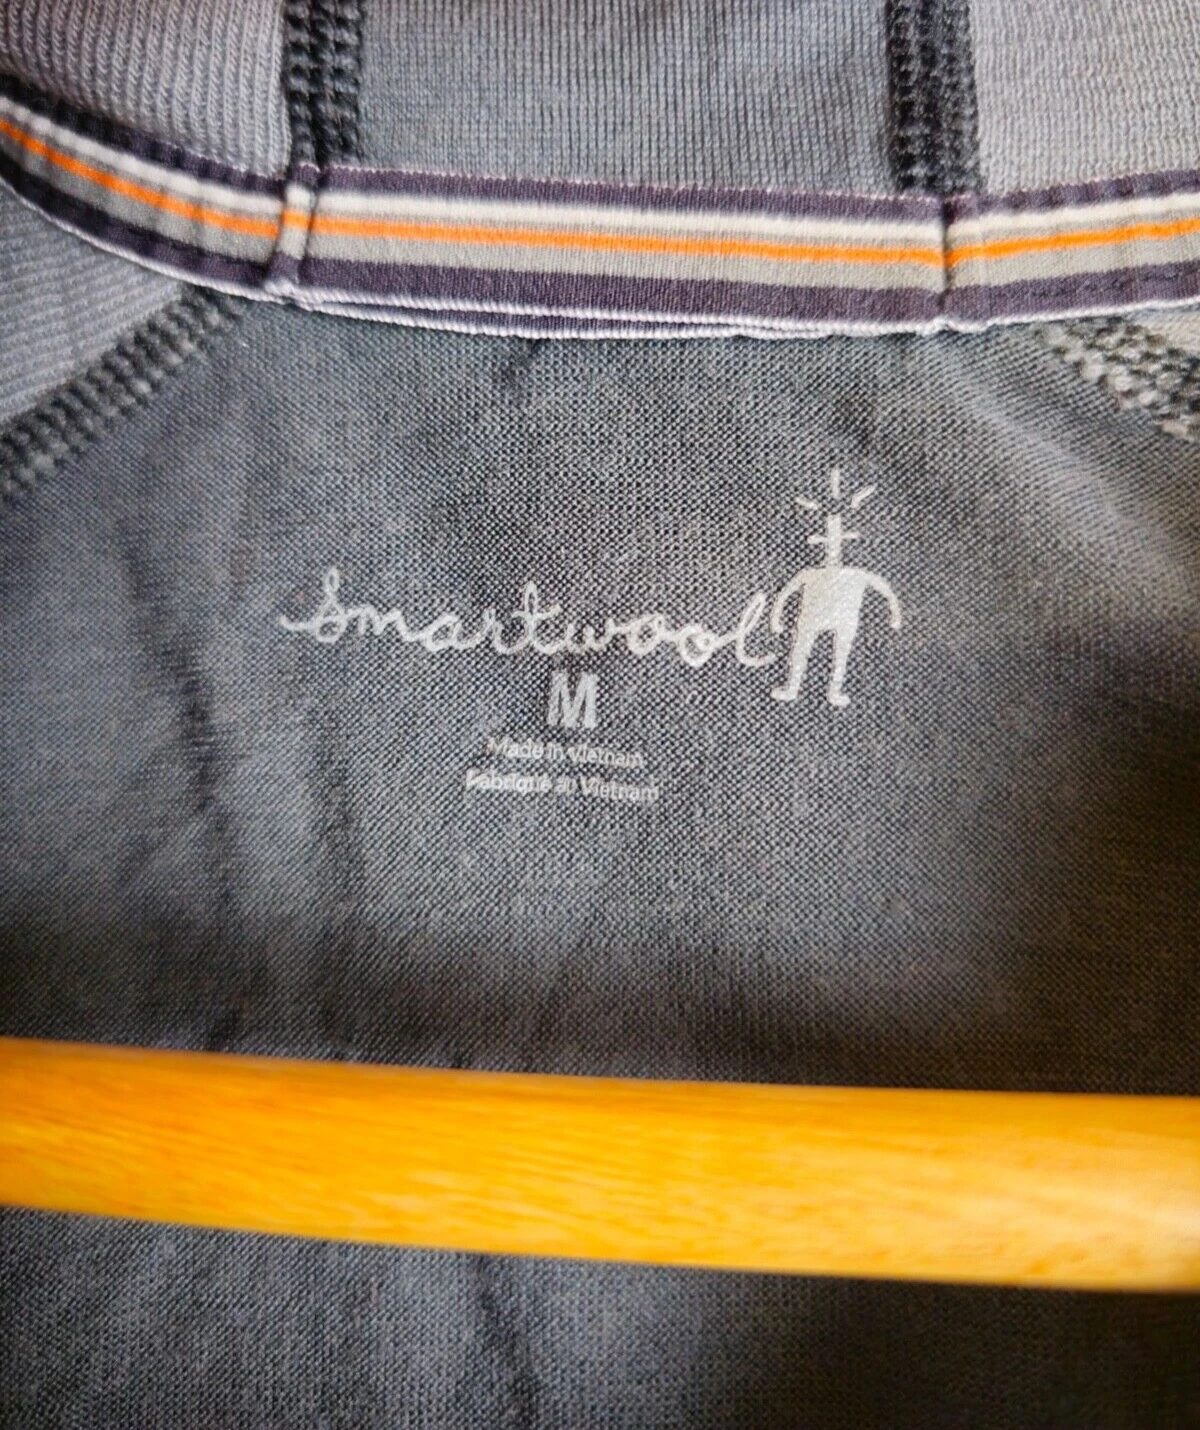 smartwool
M
Made in Vietnam
Fabriqué au Vietnam